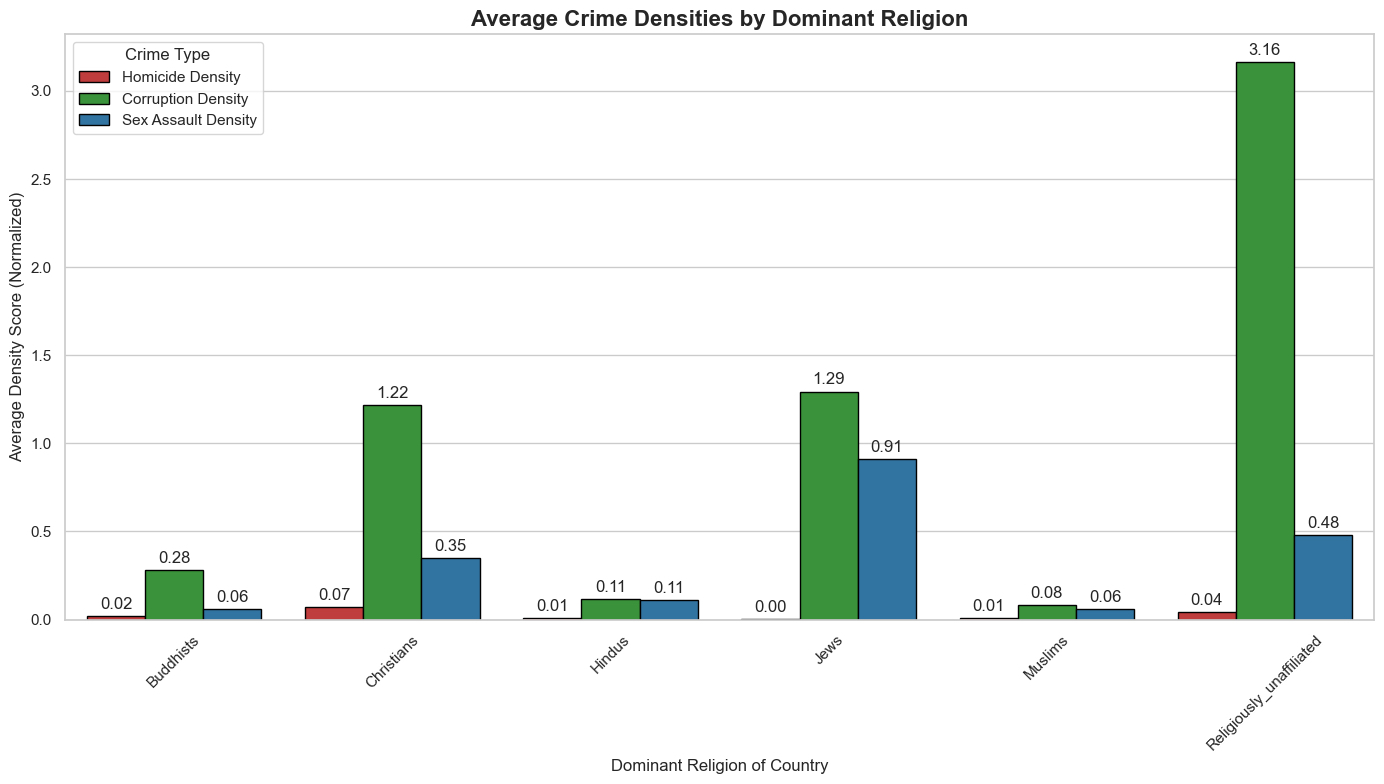 Average Crime Densities by Dominant Religion
Crime Type
Homicide Density
Corruption Density
Sex Assault Density
Average Density Score (Normalized)
3.0
2.5
2.0
1.5
1.0
0.5
0.0
0.02
0.28
0.06
0.07
1.22
0.35
0.01
0.11
0.11
0.00
1.29
0.91
0.01
0.08
0.06
0.04
3.16
0.48
Buddhists
Christians
Hindus
Jews
Muslims
Religiously_unaffiliated
Dominant Religion of Country